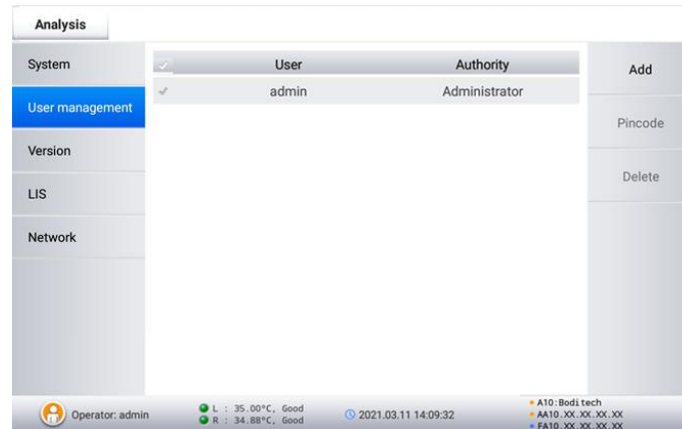 Analysis
System
User management
Version
LIS
Network
User Authority
admin Administrator
Add
Pincode
Delete
Operator: admin
L : 35.00°C, Good
R : 34.88°C, Good
2021.03.11 14:09:32
A10:Boditech
AA10.XX.XX.XX.XX
FA10.XX.XX.XX.XX